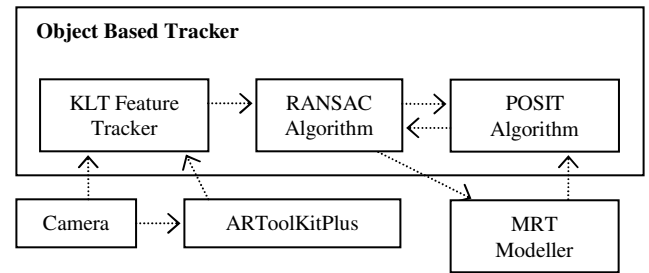 Object Based Tracker
KLT Feature
Tracker
RANSAC
Algorithm
POSIT
Algorithm
Camera
ARToolKitPlus
MRT
Modeller